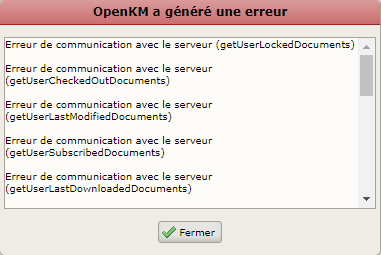 OpenKM a généré une erreur
Erreur de communication avec le serveur (getUserLockedDocuments)
Erreur de communication avec le serveur
(getUserCheckedOutDocuments)
Erreur de communication avec le serveur
(getUserLastModifiedDocuments)
Erreur de communication avec le serveur
(getUserSubscribedDocuments)
Erreur de communication avec le serveur
(getUserLastDownloadedDocuments)
Fermer